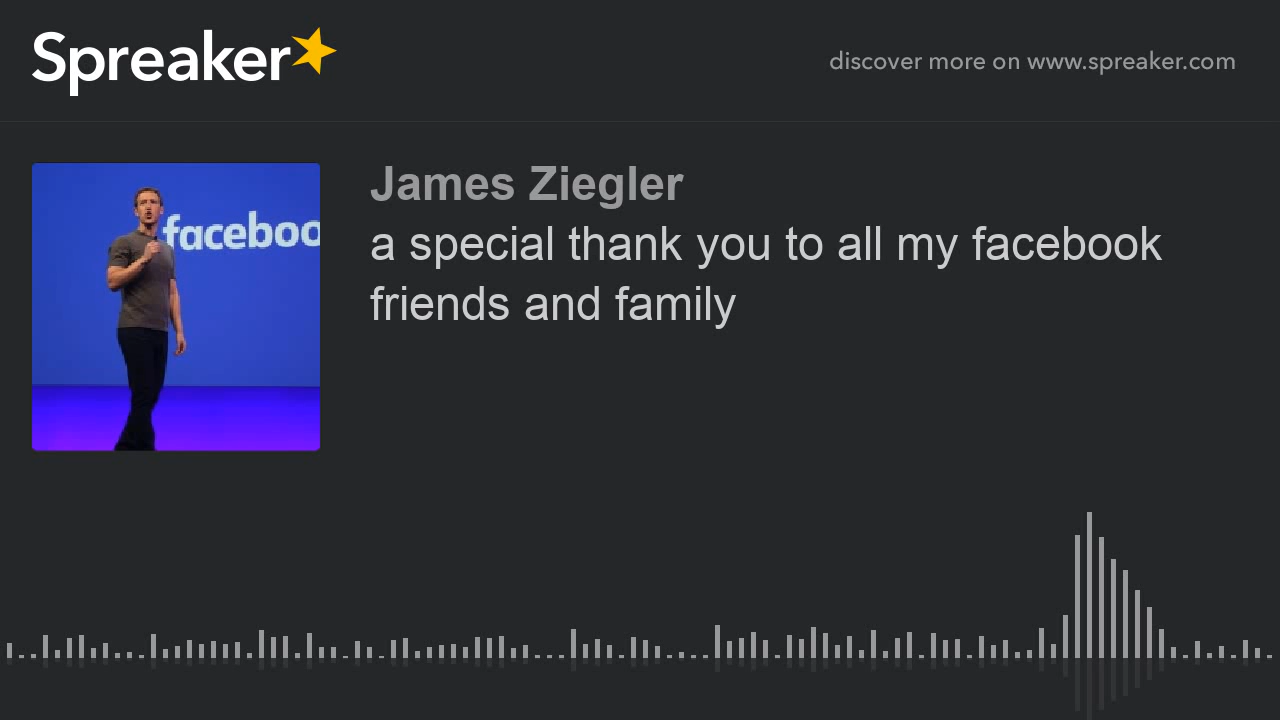 Spreaker
discover more on www.spreaker.com
faceboo
James Ziegler
a special thank you to all my facebook
friends and family